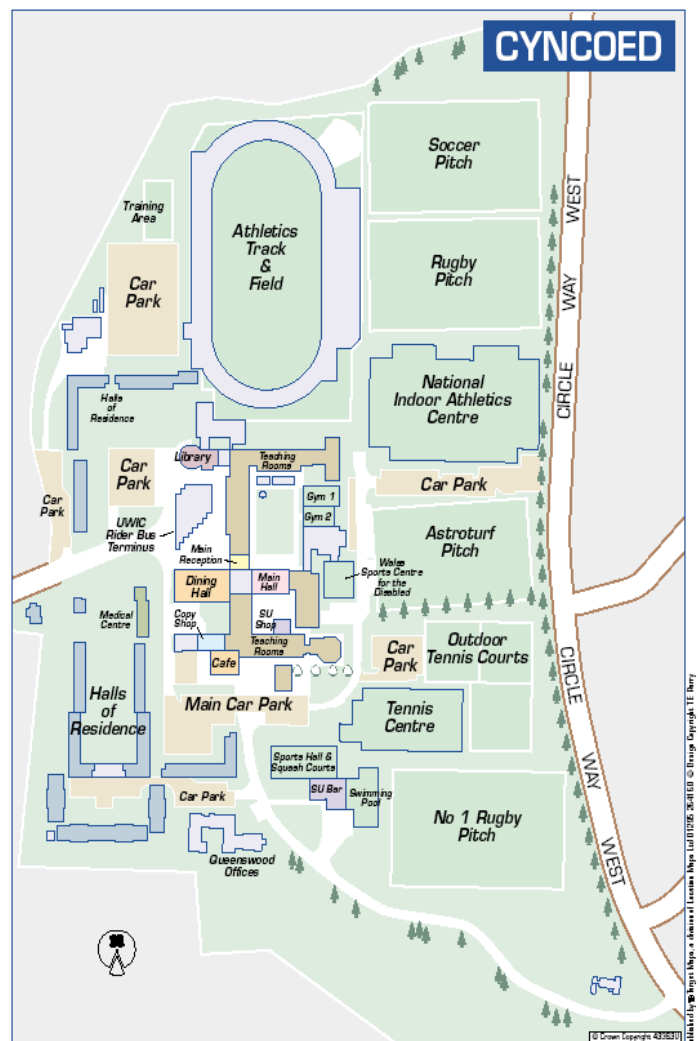 CYNCOED
Soccer
Pitch
Training
Area
Athletics
Track
&
Field
Rugby
Pitch
Car
Park
WEST
WAY
CIRCLE
National
Indoor Athletics
Centre
Halls
of
Residence
Library
Teaching
Rooms
Car
Park
Car
Park
Car Park
Gym 1
Gym 2
UWIC
Rider Bus
Terminus
Astroturf
Pitch
Main
Reception
Wales
Sports Centre
for the
Disabled
Dining
Hall
Main
Hall
Medical
Centre
Copy
Shop
SU
Shop
Teaching
Rooms
Cafe
Car
Park
Outdoor
Tennis Courts
CIRCLE
WAY
WEST
Halls
of
Residence
Main Car Park
Tennis
Centre
Sports Hall &
Squash Courts
SU Bar
Swimming
Pool
Car Park
No 1 Rugby
Pitch
Queenswood
Offices
© Crown Copyright 43363U